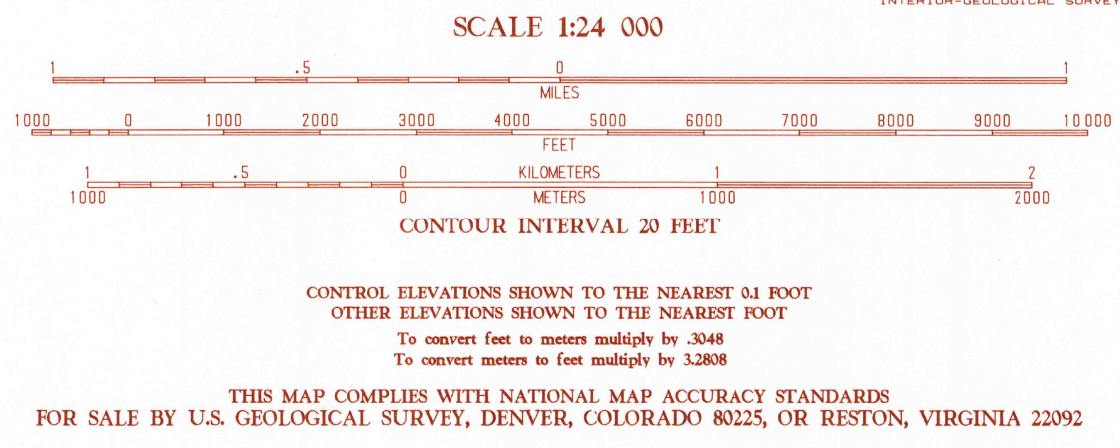 INTERIOR-GEOLOGICAL SURVEY
SCALE 1:24 000
1 .5 0 1
MILES
1000 0 1000 2000 3000 4000 5000 6000 7000 8000 9000 10 000
FEET
1 .5 0 KILOMETERS 1 2
1000 0 METERS 1000 2000
CONTOUR INTERVAL 20 FEET
CONTROL ELEVATIONS SHOWN TO THE NEAREST 0.1 FOOT
OTHER ELEVATIONS SHOWN TO THE NEAREST FOOT
To convert feet to meters multiply by .3048
To convert meters to feet multiply by 3.2808
THIS MAP COMPLIES WITH NATIONAL MAP ACCURACY STANDARDS
FOR SALE BY U.S. GEOLOGICAL SURVEY, DENVER, COLORADO 80225, OR RESTON, VIRGINIA 22092